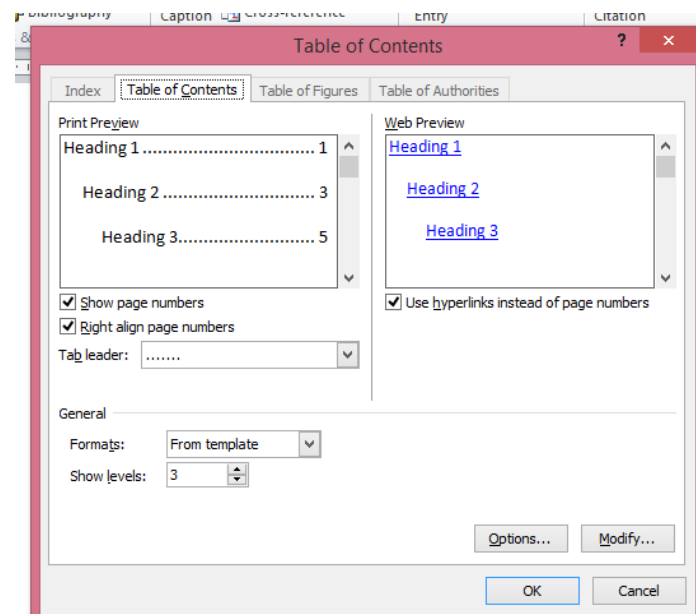 Bibliography Caption Cross-reference Entry Citation
&
Table of Contents ?
Index Table of Contents Table of Figures Table of Authorities
Print Preview
Heading 1 .................................. 1
Heading 2 .............................. 3
Heading 3........................... 5
Web Preview
Heading 1
Heading 2
Heading 3
Show page numbers
Right align page numbers
Tab leader: .......
Use hyperlinks instead of page numbers
General
Formats: From template
Show levels: 3
Options... Modify...
OK Cancel